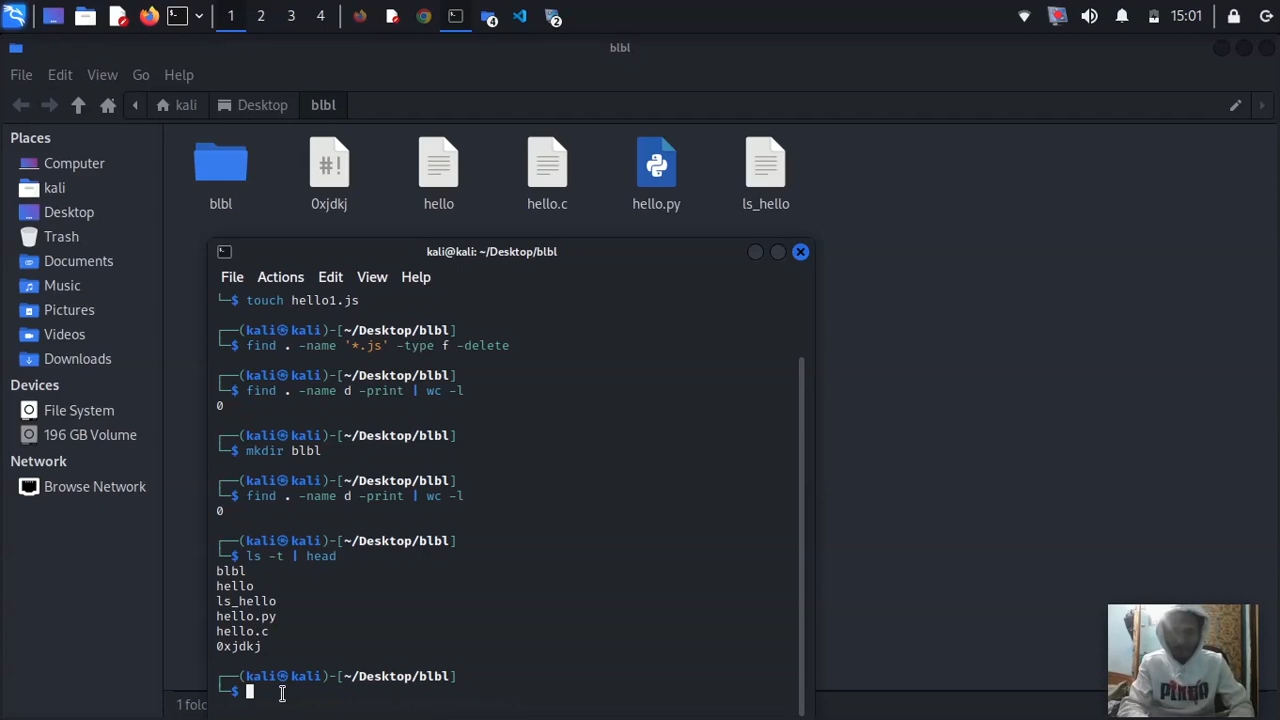 1 2 3 4 4 2 15:01
blbl
File Edit View Go Help
kali Desktop blbl
Places
Computer
kali
Desktop
Trash
Documents
Music
Pictures
Videos
Downloads
Devices
File System
196 GB Volume
Network
Browse Network
blbl 0xjdkj hello hello.c hello.py ls_hello
#!
kali@kali: ~/Desktop/blbl
File Actions Edit View Help
└─$ touch hello1.js
┌──(kali㉿kali)-[~/Desktop/blbl]
└─$ find . -name '*.js' -type f -delete
┌──(kali㉿kali)-[~/Desktop/blbl]
└─$ find . -name d -print | wc -l
0
┌──(kali㉿kali)-[~/Desktop/blbl]
└─$ mkdir blbl
┌──(kali㉿kali)-[~/Desktop/blbl]
└─$ find . -name d -print | wc -l
0
┌──(kali㉿kali)-[~/Desktop/blbl]
└─$ ls -t | head
blbl
hello
ls_hello
hello.py
hello.c
0xjdkj
┌──(kali㉿kali)-[~/Desktop/blbl]
└─$
1 folc